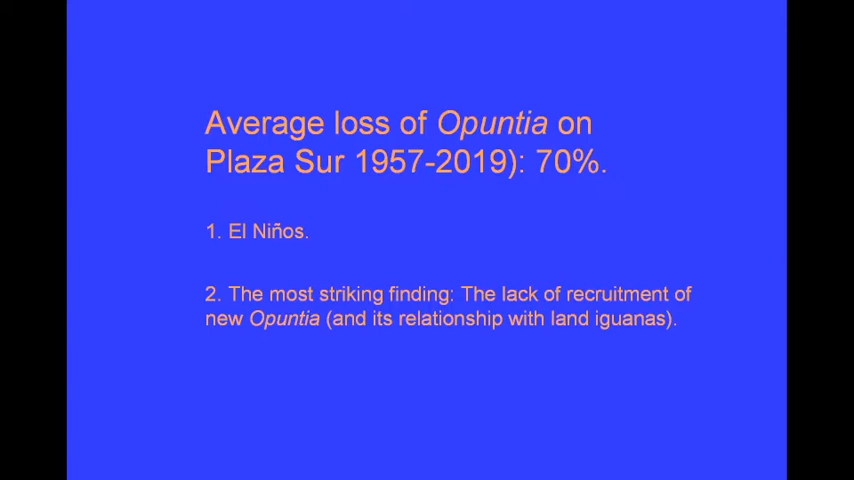 Average loss of Opuntia on
Plaza Sur 1957-2019): 70%.
1. El Niños.
2. The most striking finding: The lack of recruitment of
new Opuntia (and its relationship with land iguanas).